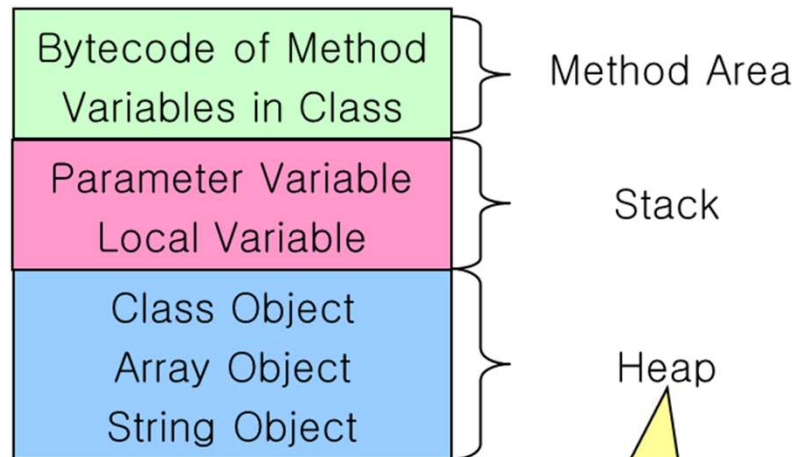 Bytecode of Method
Variables in Class
Method Area
Parameter Variable
Local Variable
Stack
Class Object
Array Object
String Object
Heap